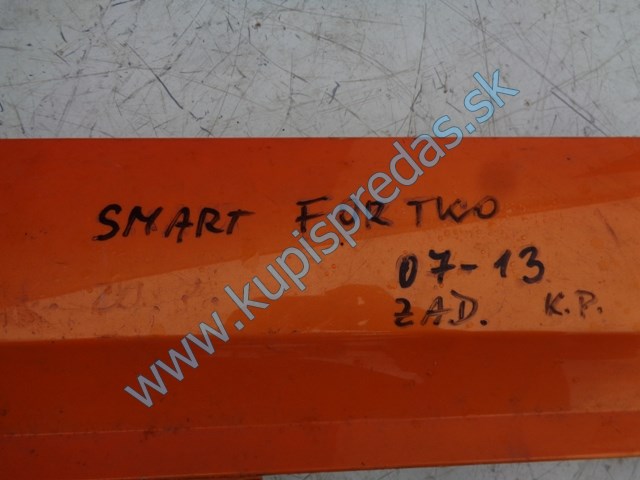 SMART FORTWO
07-13
ZAD. K.P.
www.kupispredas.sk